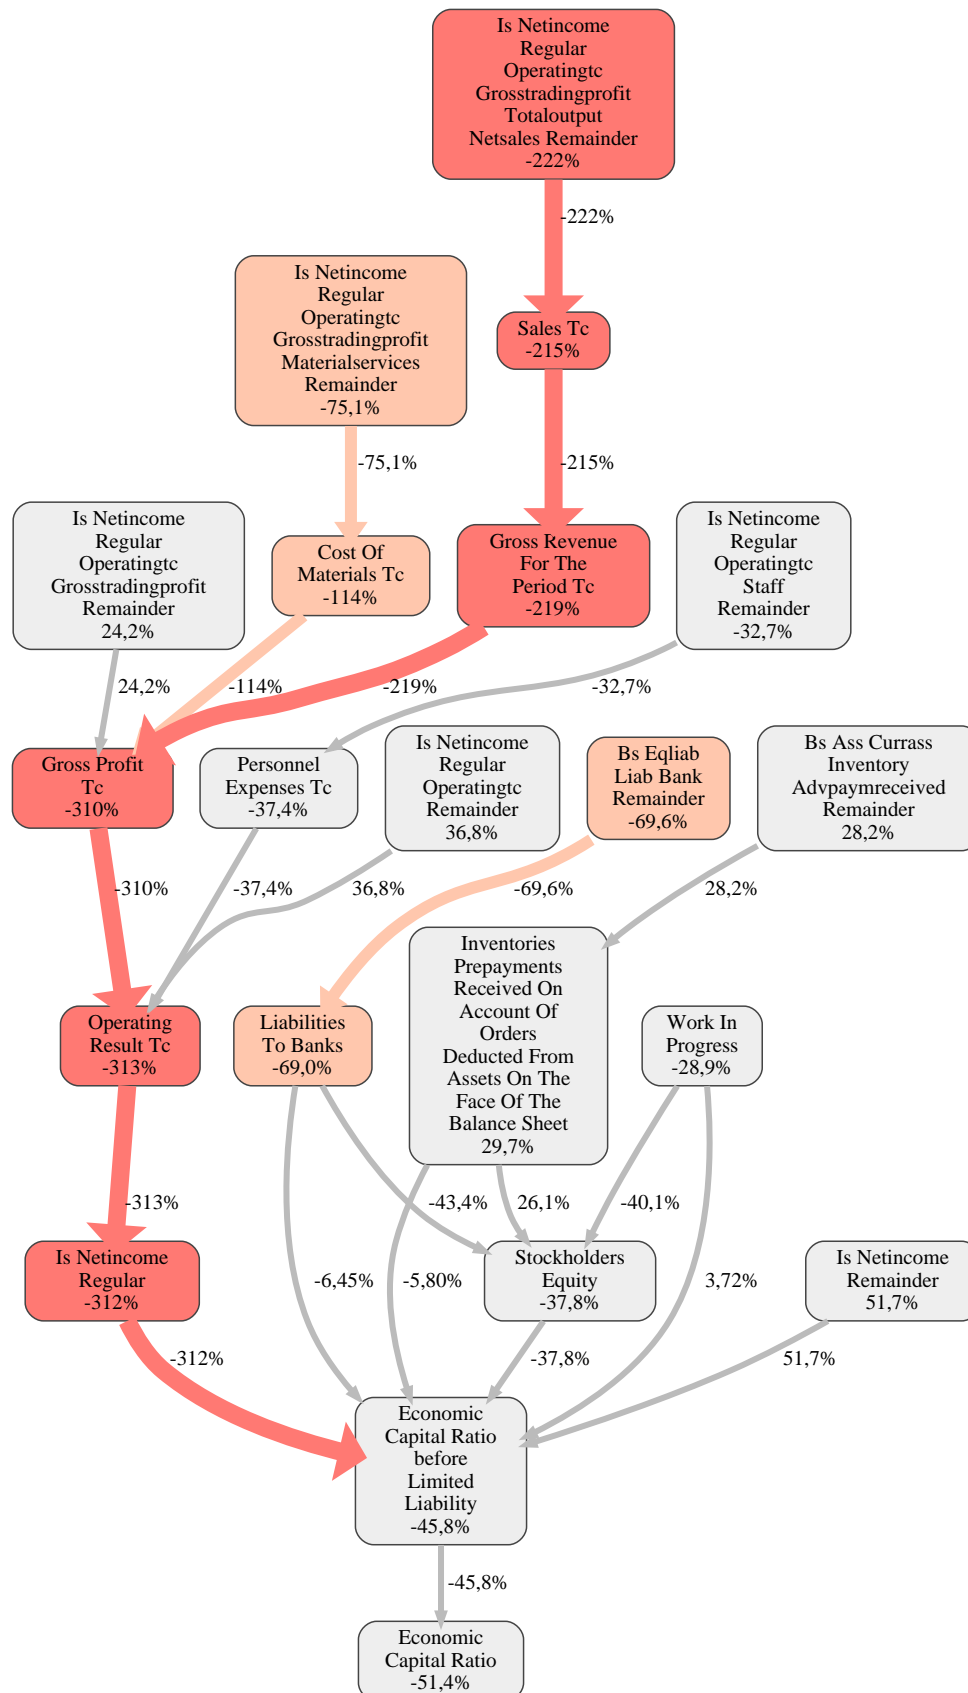 Is Netincome
Regular
Operatingtc
Grosstradingprofit
Totaloutput
Netsales Remainder
-222%
-222%
Is Netincome
Regular
Operatingtc
Grosstradingprofit
Materialservices
Remainder
-75,1%
Sales Tc
-215%
-75,1%
-215%
Is Netincome
Regular
Operatingtc
Grosstradingprofit
Remainder
24,2%
Cost Of
Materials Tc
-114%
Gross Revenue
For The
Period Tc
-219%
Is Netincome
Regular
Operatingtc
Staff
Remainder
-32,7%
24,2%
-114%
-219%
-32,7%
Gross Profit
Tc
-310%
Personnel
Expenses Tc
-37,4%
Is Netincome
Regular
Operatingtc
Remainder
36,8%
Bs Eqliab
Liab Bank
Remainder
-69,6%
Bs Ass Currass
Inventory
Advpaymreceived
Remainder
28,2%
-310%
-37,4%
36,8%
-69,6%
28,2%
Operating
Result Tc
-313%
Liabilities
To Banks
-69,0%
Inventories
Prepayments
Received On
Account Of
Orders
Deducted From
Assets On The
Face Of The
Balance Sheet
29,7%
Work In
Progress
-28,9%
-313%
-43,4%
26,1%
-40,1%
Is Netincome
Regular
-312%
-6,45%
-5,80%
Stockholders
Equity
-37,8%
3,72%
Is Netincome
Remainder
51,7%
-312%
-37,8%
51,7%
Economic
Capital Ratio
before
Limited
Liability
-45,8%
-45,8%
Economic
Capital Ratio
-51,4%